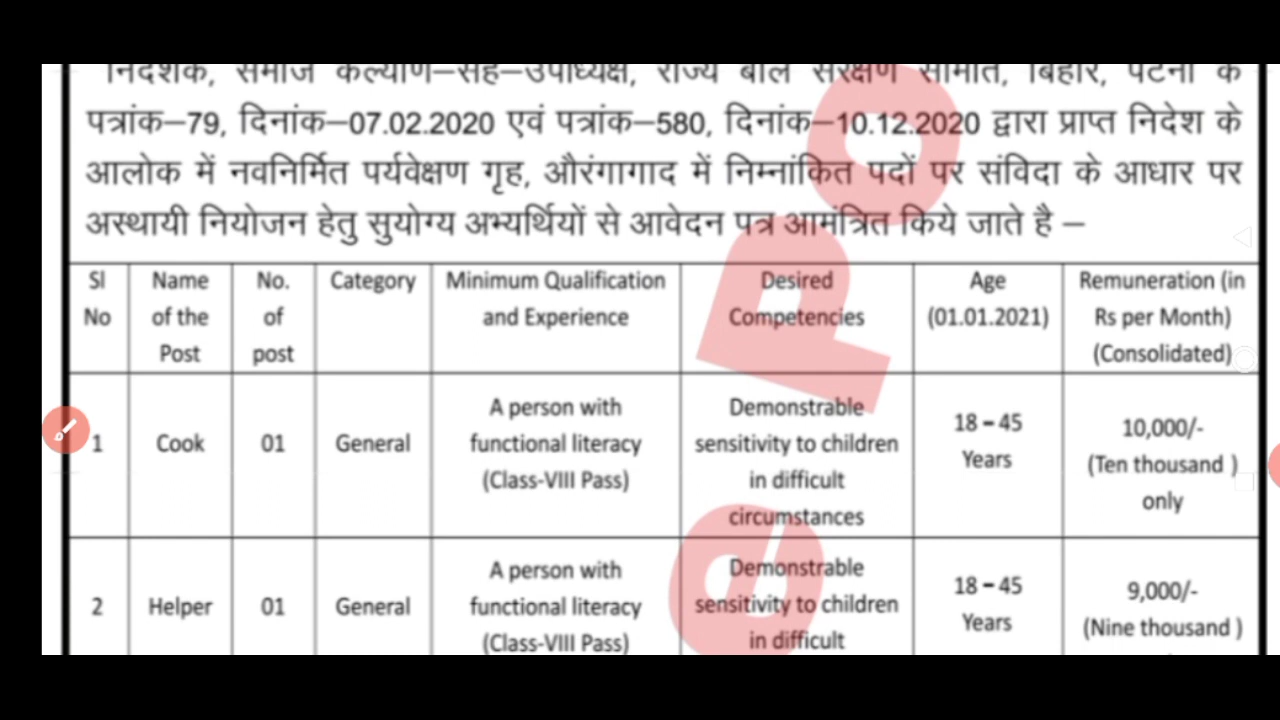 निदेशक, समाज कल्याण–सह–उपाध्यक्ष, राज्य बाल संरक्षण समिति, बिहार, पटना के
पत्रांक–79, दिनांक–07.02.2020 एवं पत्रांक–580, दिनांक–10.12.2020 द्वारा प्राप्त निदेश के
आलोक में नवनिर्मित पर्यवेक्षण गृह, औरंगागाद में निम्नांकित पदों पर संविदा के आधार पर
अस्थायी नियोजन हेतु सुयोग्य अभ्यर्थियों से आवेदन पत्र आमंत्रित किये जाते है –
Sl Name No. Category Minimum Qualification Desired Age Remuneration (in
No of the of and Experience Competencies (01.01.2021) Rs per Month)
Post post (Consolidated)
A person with Demonstrable 18 – 45 10,000/-
1 Cook 01 General functional literacy sensitivity to children Years (Ten thousand )
(Class-VIII Pass) in difficult only
circumstances
A person with Demonstrable 18 – 45 9,000/-
2 Helper 01 General functional literacy sensitivity to children Years (Nine thousand )
(Class-VIII Pass) in difficult
e Po